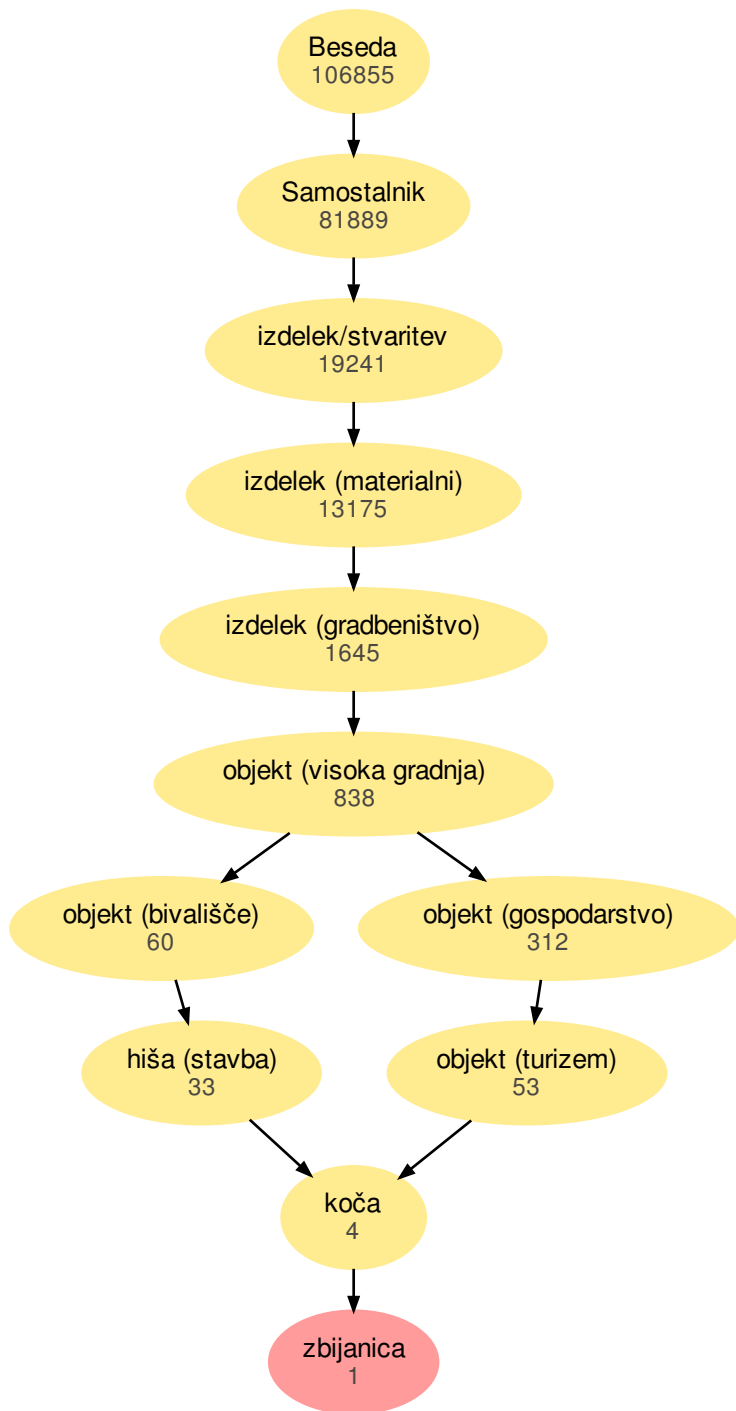 Beseda
106855
Samostalnik
81889
izdelek/stvaritev
19241
izdelek (materialni)
13175
izdelek (gradbeništvo)
1645
objekt (visoka gradnja)
838
objekt (bivališče)
60
objekt (gospodarstvo)
312
hiša (stavba)
33
objekt (turizem)
53
koča
4
zbijanica
1